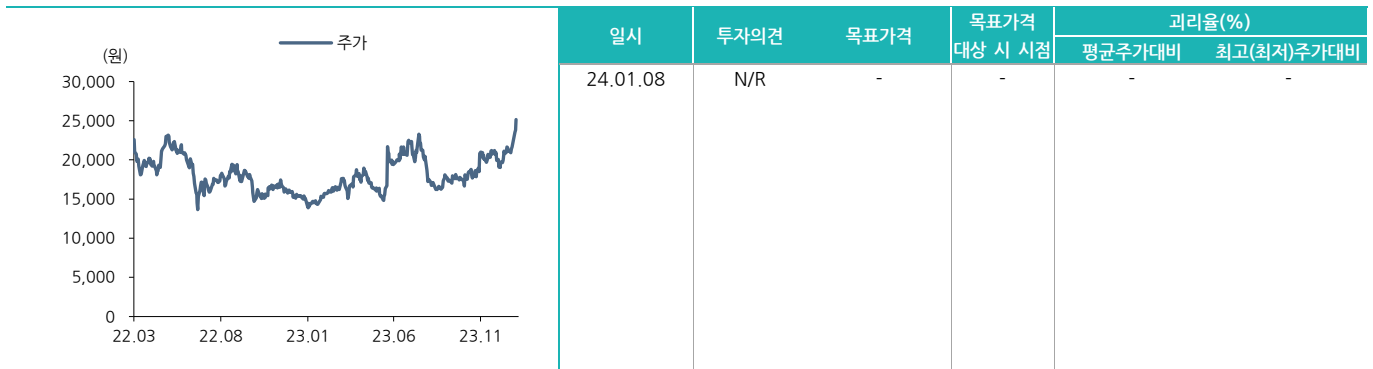 주가
(원)
30,000
25,000
20,000
15,000
10,000
5,000
0
22.03 22.08 23.01 23.06 23.11
일시 투자의견 목표가격 목표가격 대상 시 시점 괴리율(%)
평균주가대비 최고(최저)주가대비
24.01.08 N/R - - - -